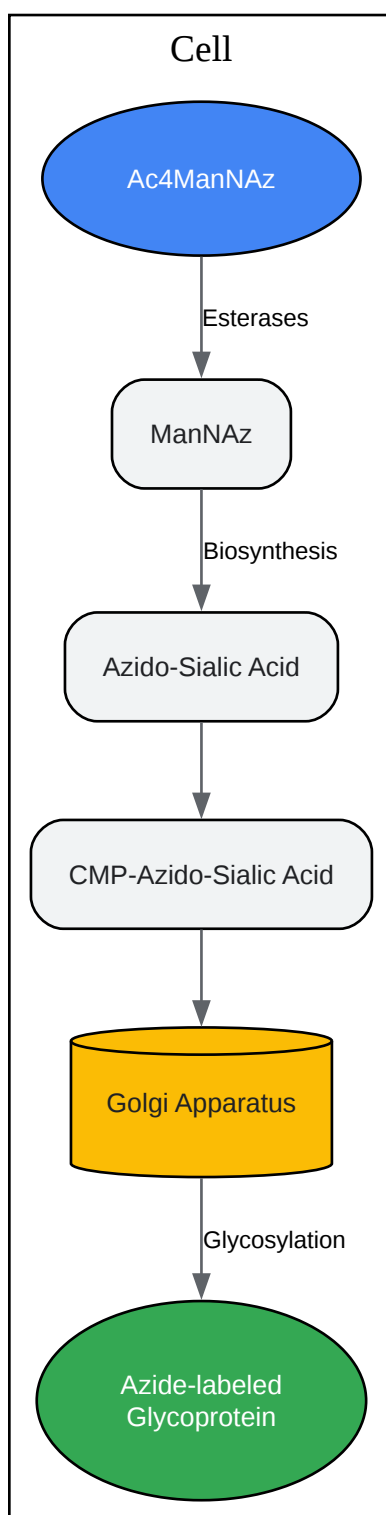 Cell
Ac4ManNAz
Esterases
ManNAz
Biosynthesis
Azido-Sialic Acid
CMP-Azido-Sialic Acid
Golgi Apparatus
Glycosylation
Azide-labeled
Glycoprotein